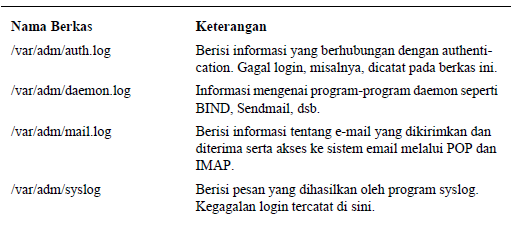 Nama Berkas Keterangan
/var/adm/auth.log Berisi informasi yang berhubungan dengan authenti-
cation. Gagal login, misalnya, dicatat pada berkas ini.
/var/adm/daemon.log Informasi mengenai program-program daemon seperti
BIND, Sendmail, dsb.
/var/adm/mail.log Berisi informasi tentang e-mail yang dikirimkan dan
diterima serta akses ke sistem email melalui POP dan
IMAP.
/var/adm/syslog Berisi pesan yang dihasilkan oleh program syslog.
Kegagalan login tercatat di sini.